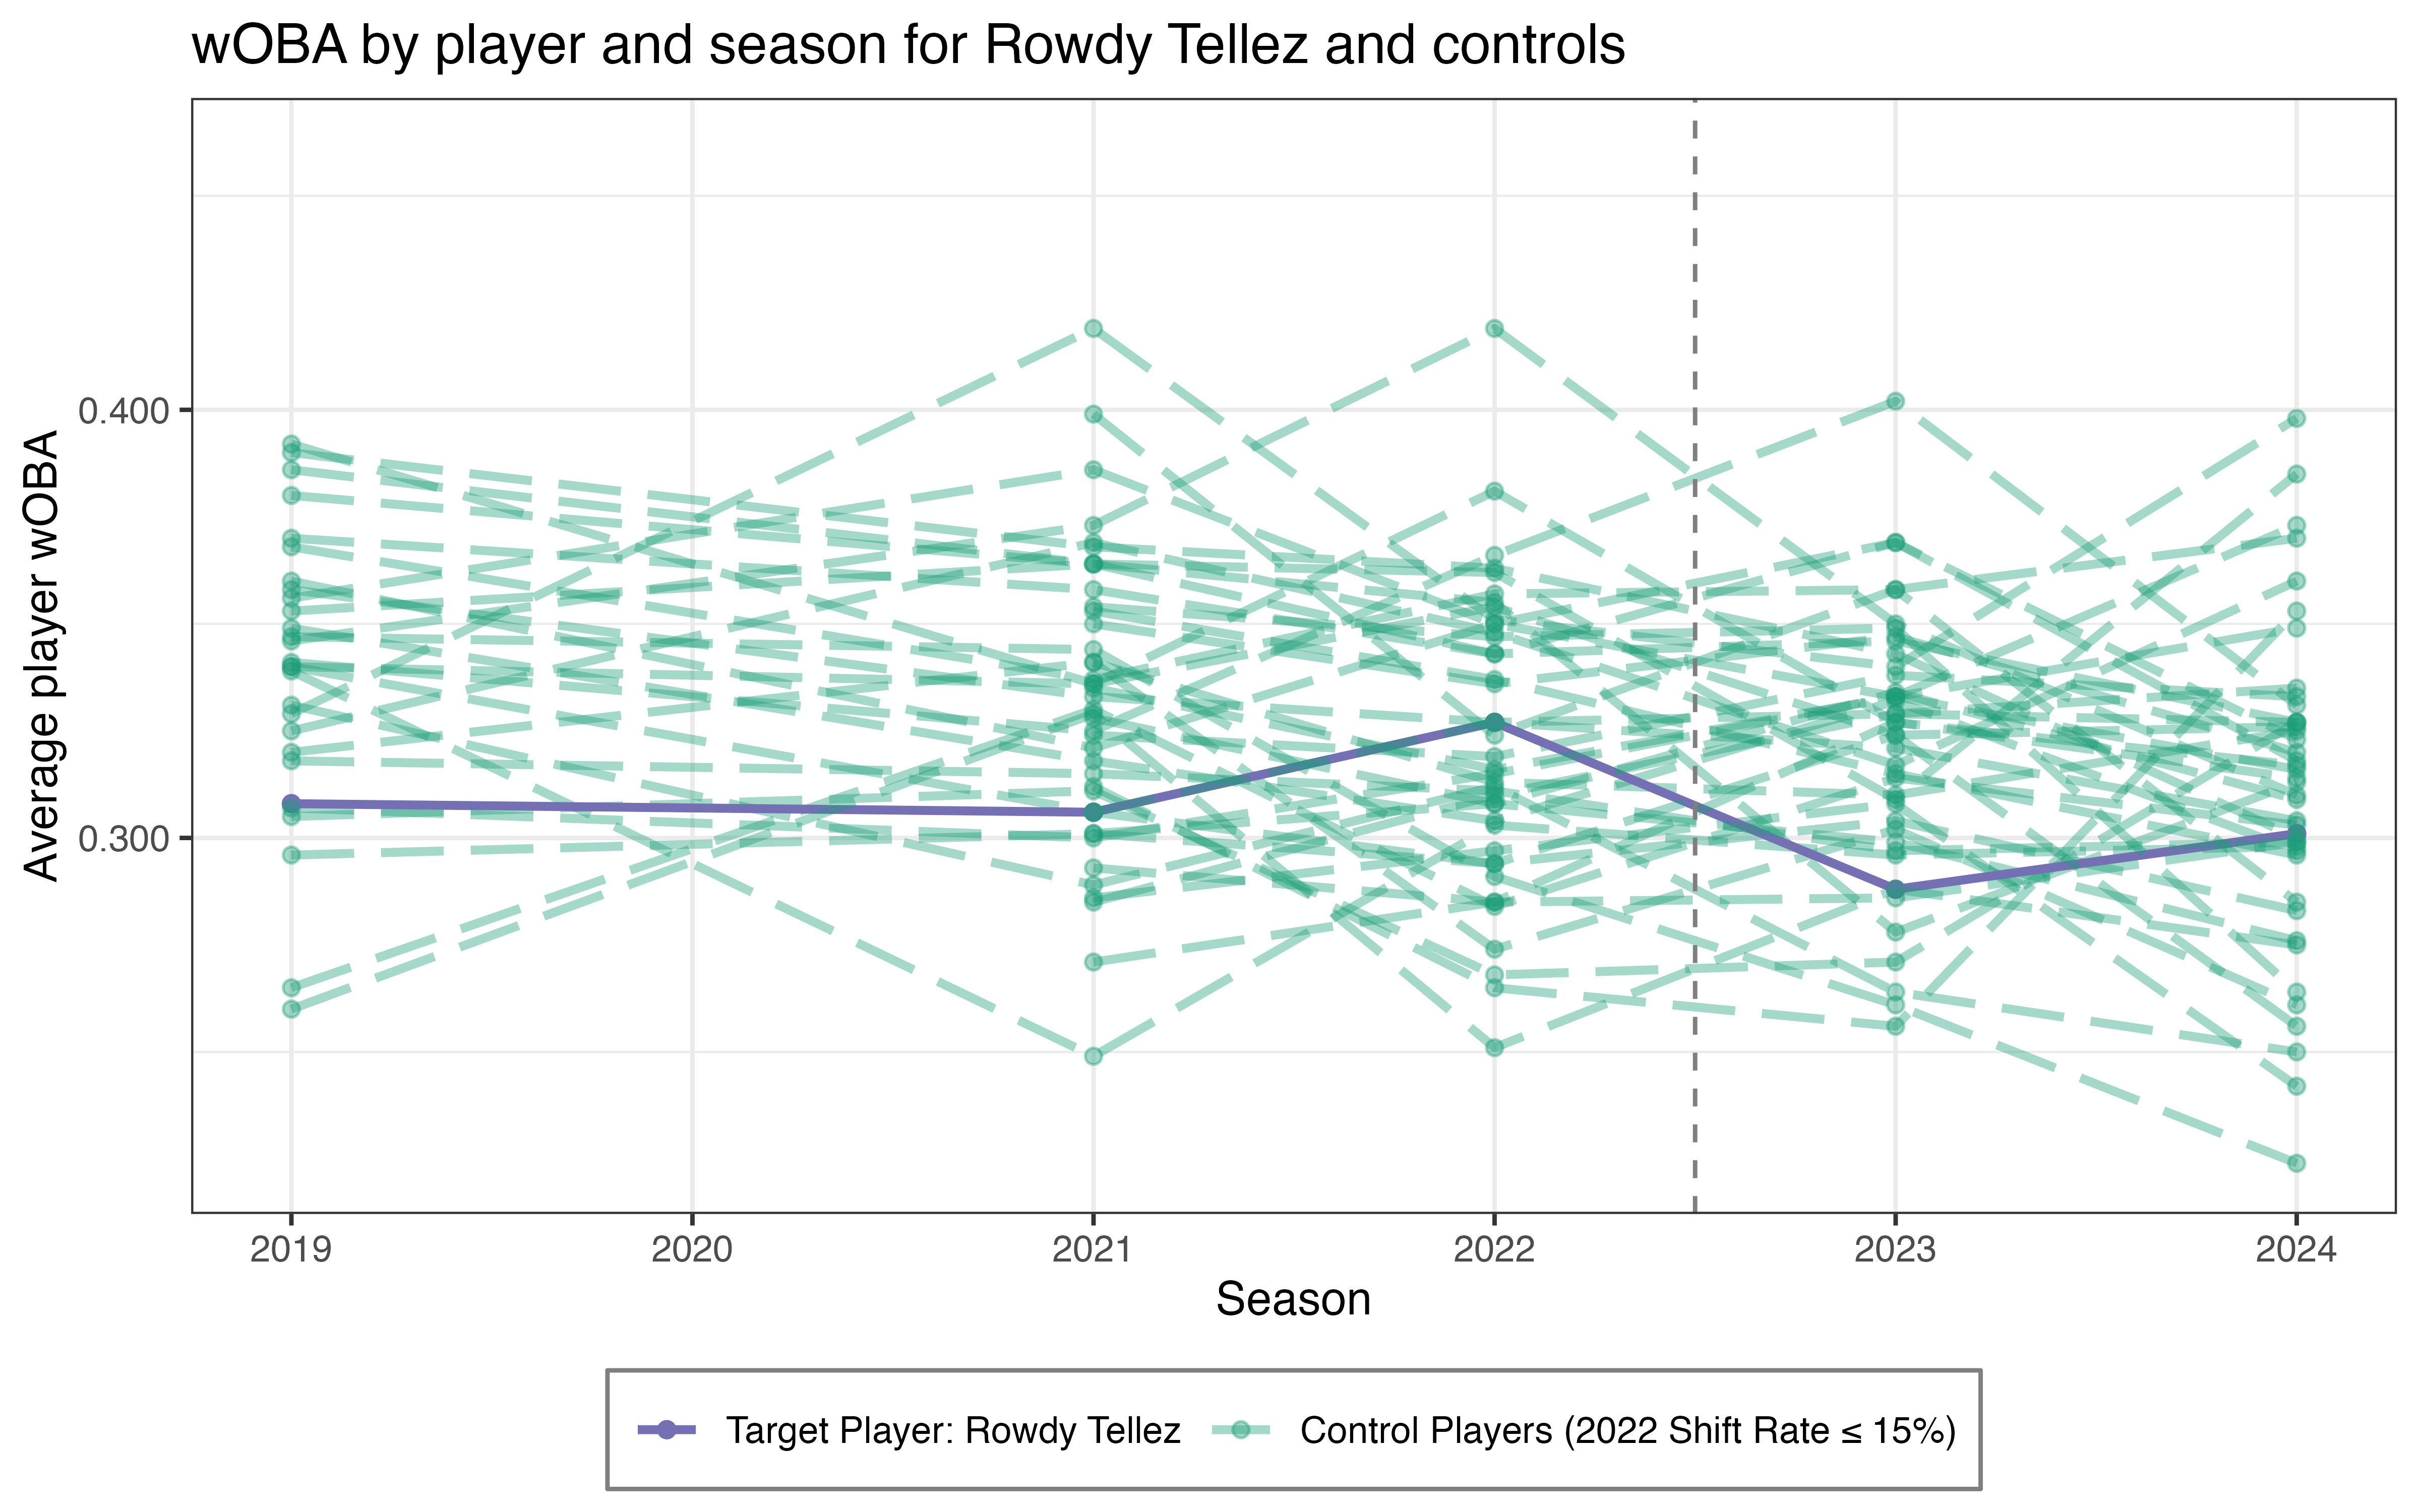 wOBA by player and season for Rowdy Tellez and controls
Average player wOBA
0.400
0.300
2019 2020 2021 2022 2023 2024
Season
Target Player: Rowdy Tellez Control Players (2022 Shift Rate ≤ 15%)